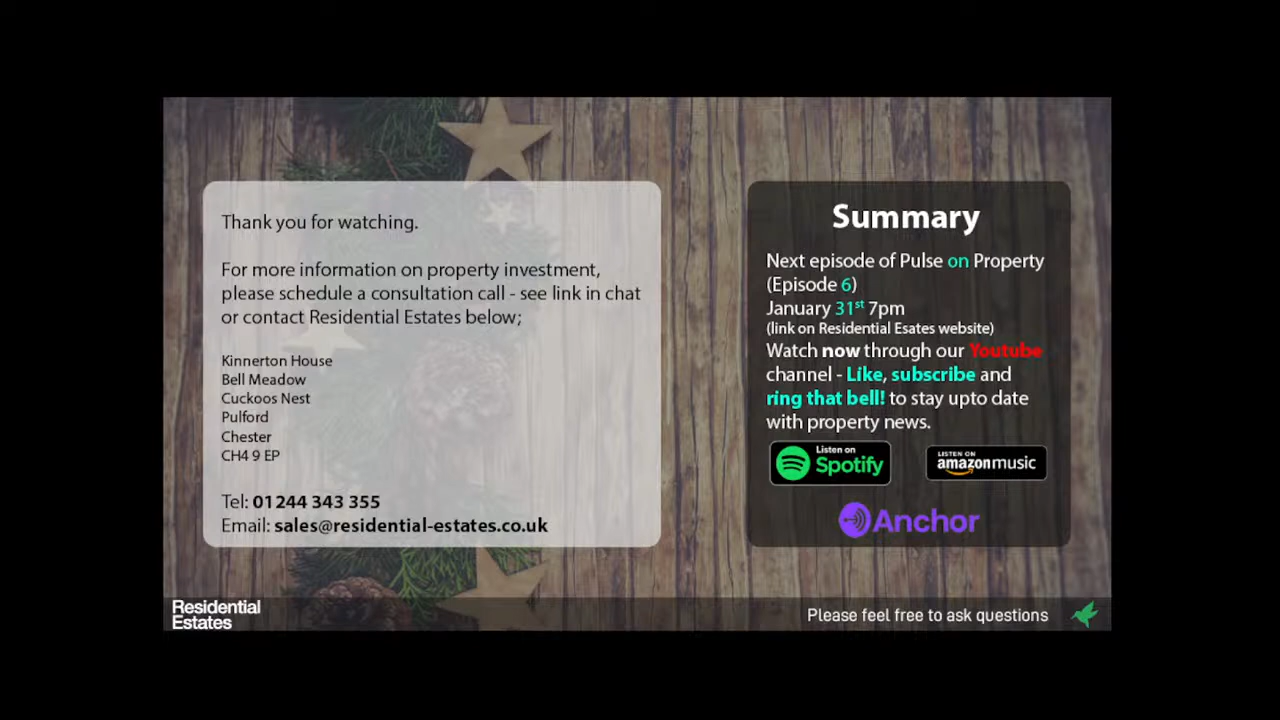 Thank you for watching.
For more information on property investment,
please schedule a consultation call - see link in chat
or contact Residential Estates below;
Kinnerton House
Bell Meadow
Cuckoos Nest
Pulford
Chester
CH4 9 EP
Tel: 01244 343 355
Email: sales@residential-estates.co.uk
Summary
Next episode of Pulse on Property
(Episode 6)
January 31st 7pm
(link on Residential Esates website)
Watch now through our Youtube
channel - Like, subscribe and
ring that bell! to stay upto date
with property news.
Listen on
Spotify
LISTEN ON
amazon music
Anchor
Residential
Estates
Please feel free to ask questions